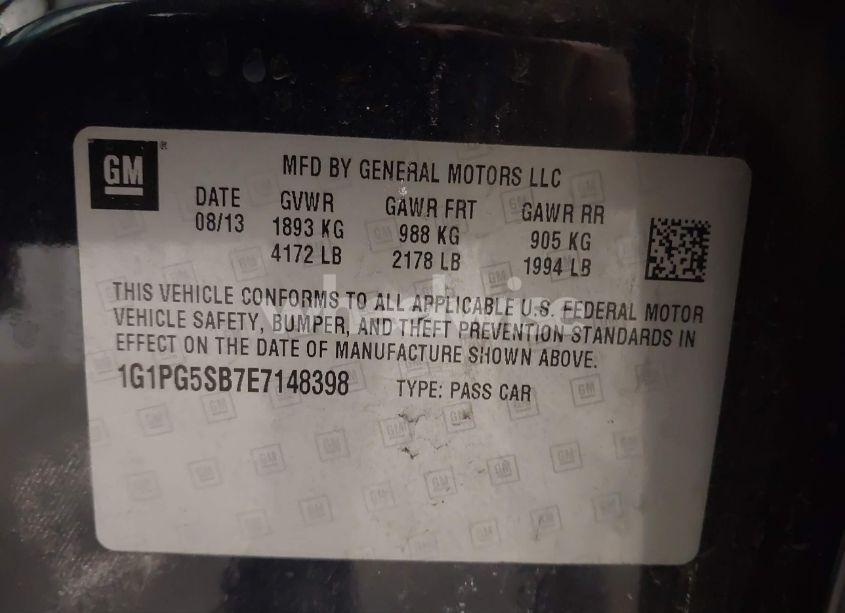 GM
MFD BY GENERAL MOTORS LLC
DATE GVWR GAWR FRT GAWR RR
08/13 1893 KG 988 KG 905 KG
4172 LB 2178 LB 1994 LB
THIS VEHICLE CONFORMS TO ALL APPLICABLE U.S. FEDERAL MOTOR
VEHICLE SAFETY, BUMPER, AND THEFT PREVENTION STANDARDS IN
EFFECT ON THE DATE OF MANUFACTURE SHOWN ABOVE.
1G1PG5SB7E7148398 TYPE: PASS CAR